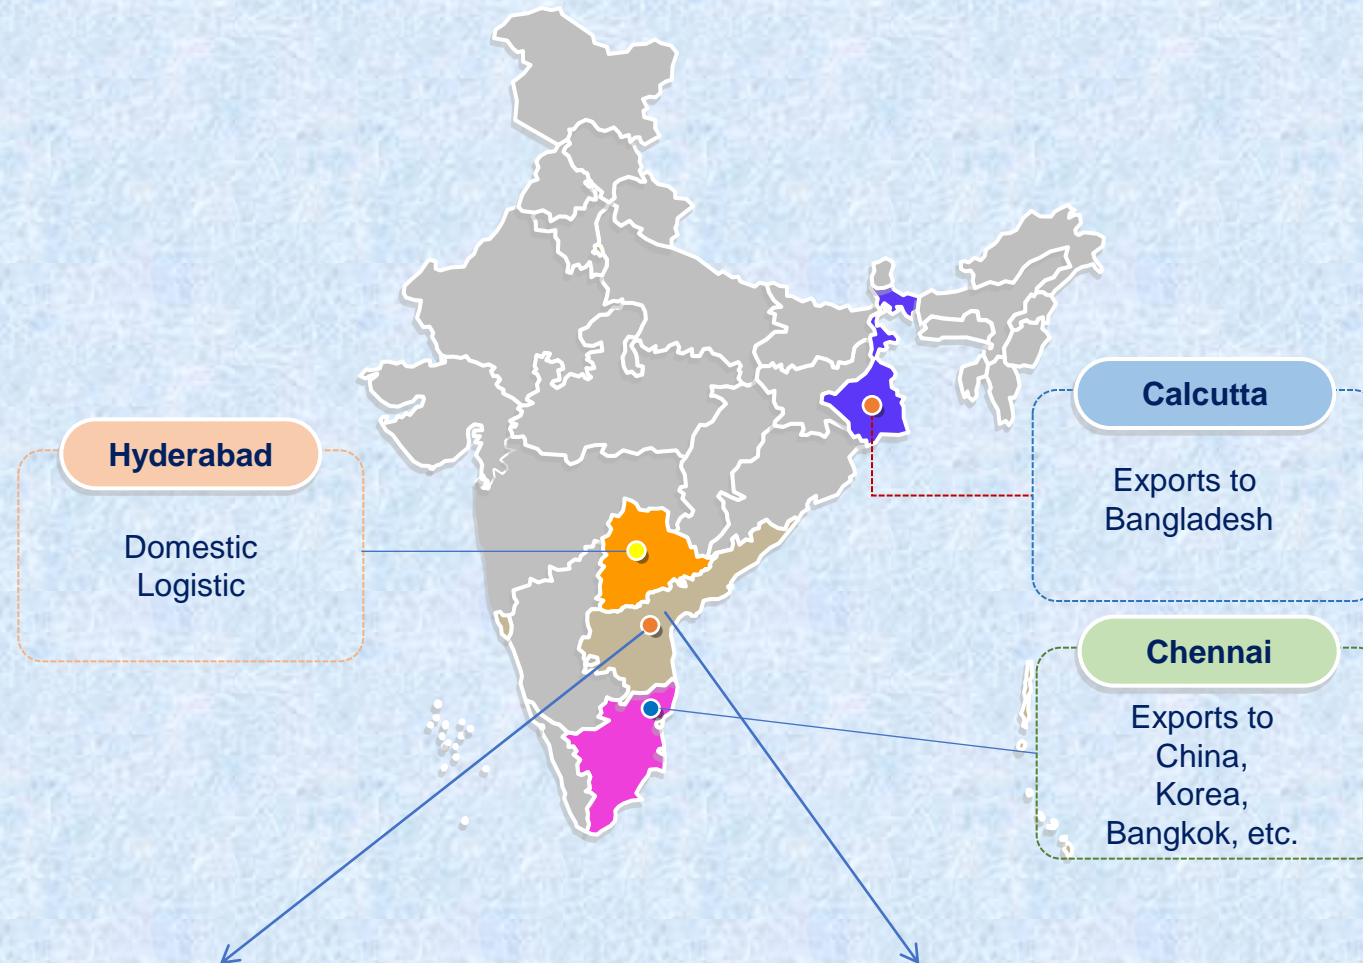 Hyderabad
Domestic
Logistic
Calcutta
Exports to
Bangladesh
Chennai
Exports to
China,
Korea,
Bangkok, etc.